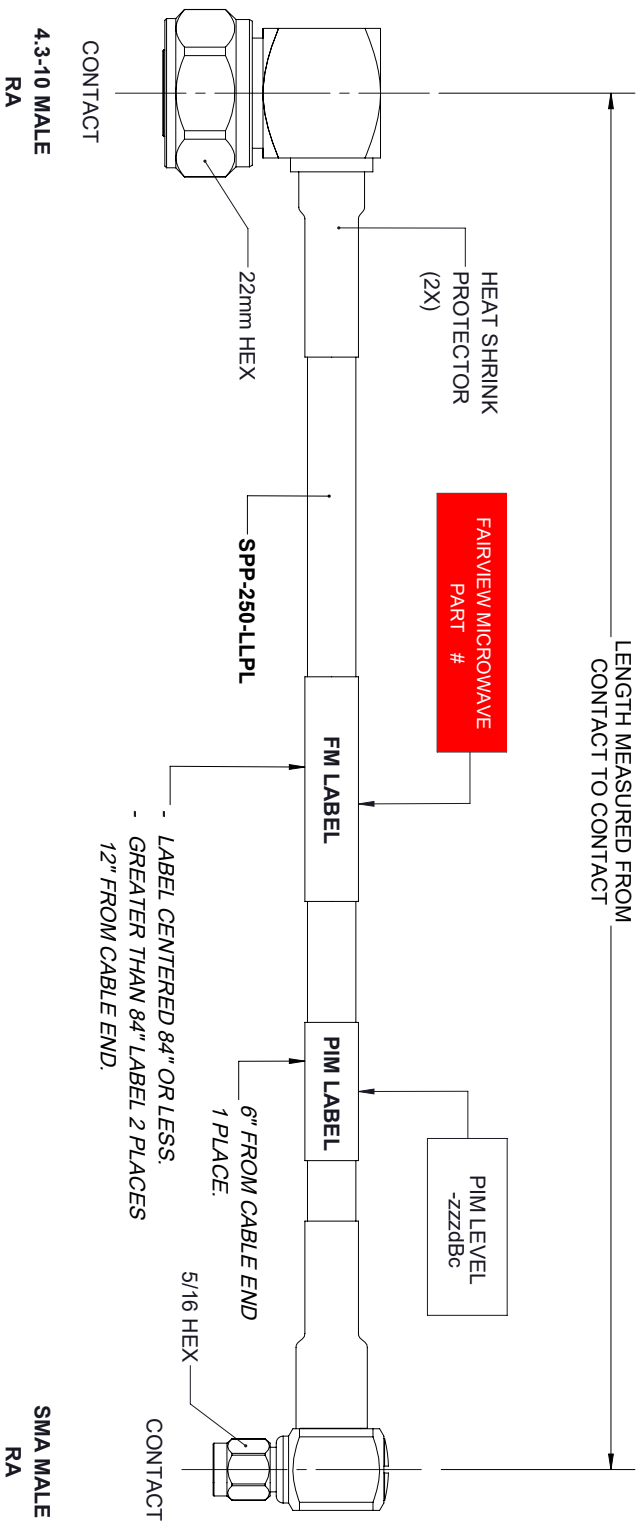 LENGTH MEASURED FROM
CONTACT TO CONTACT
FAIRVIEW MICROWAVE
PART #
PIM LEVEL
-zzzdBc
HEAT SHRINK
PROTECTOR
(2X)
FM LABEL
PIM LABEL
22mm HEX
SPP-250-LLPL
- LABEL CENTERED 84" OR LESS.
- GREATER THAN 84" LABEL 2 PLACES
12" FROM CABLE END.
6" FROM CABLE END
1 PLACE.
5/16 HEX
CONTACT
4.3-10 MALE
RA
CONTACT
SMA MALE
RA